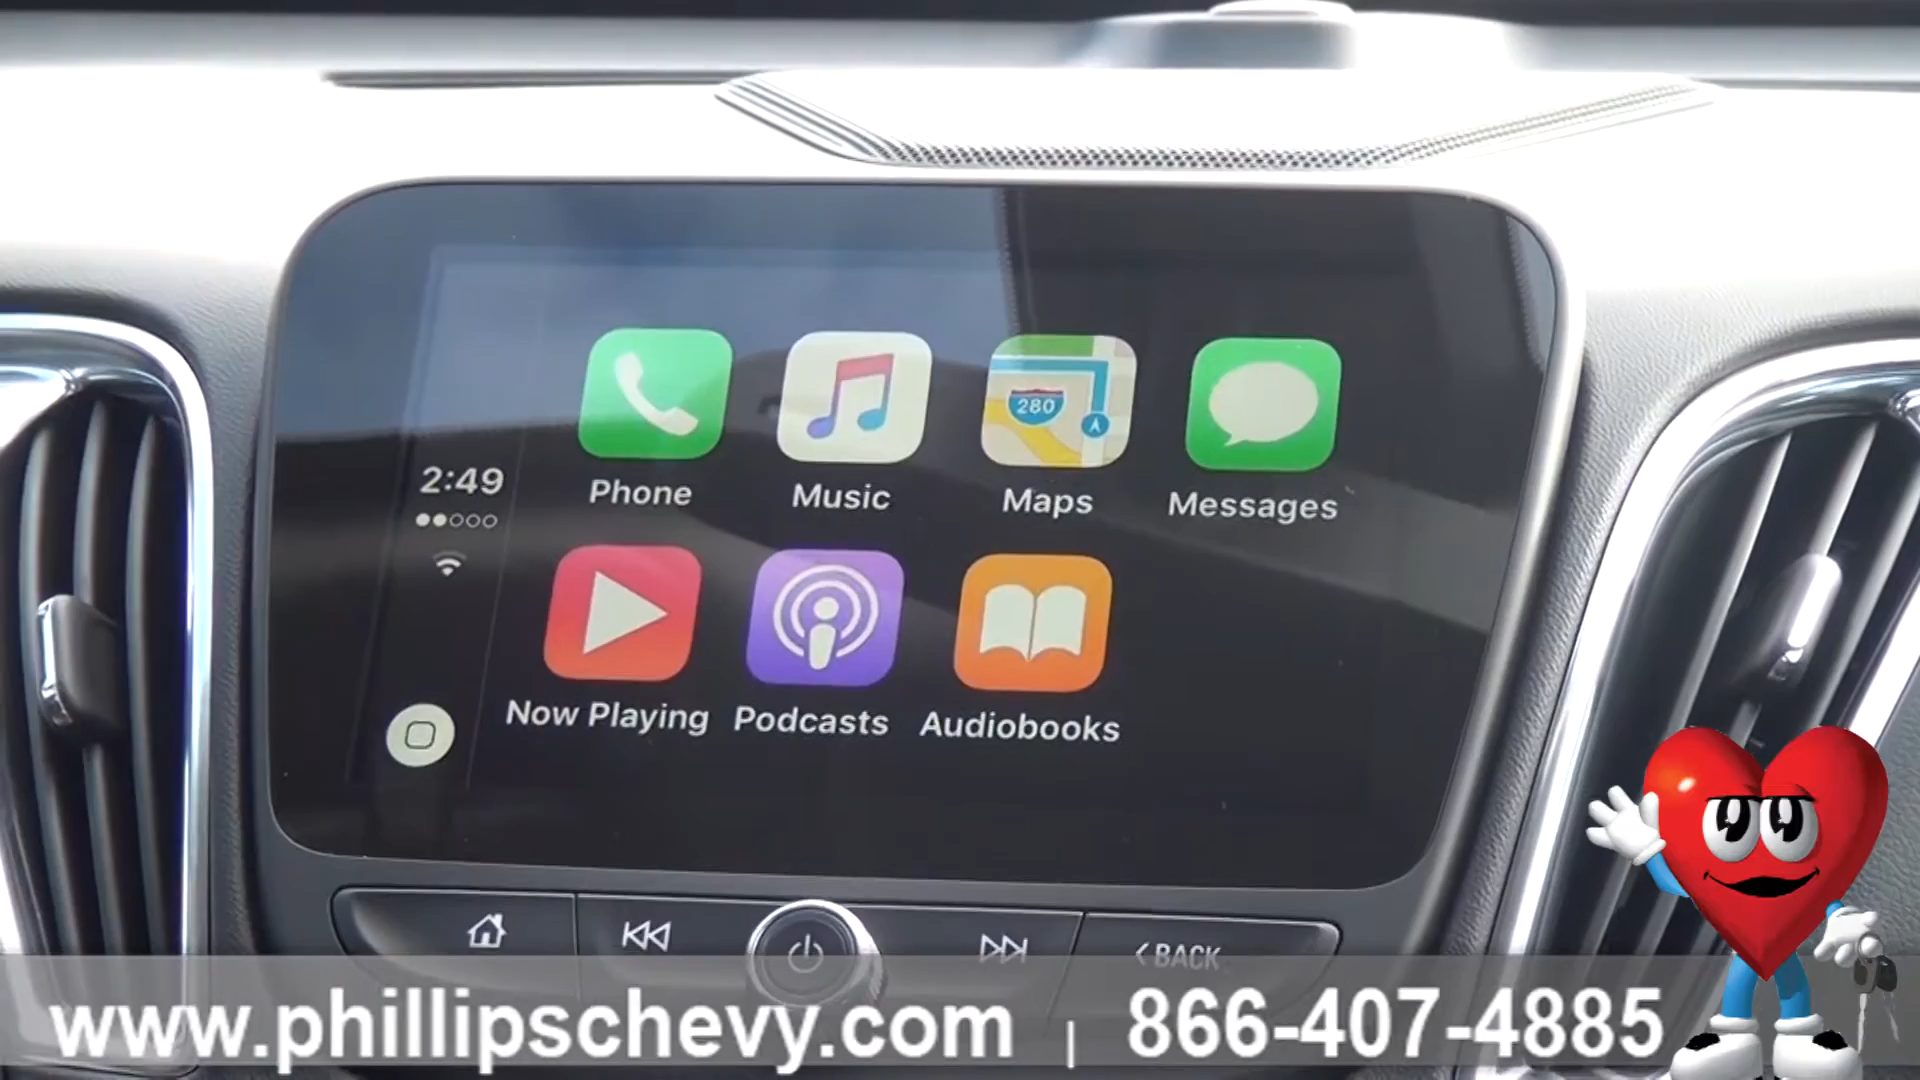 280
2:49
Phone
Music
Maps
Messages
Now Playing
Podcasts
Audiobooks
< BACK
www.phillipschevy.com | 866-407-4885